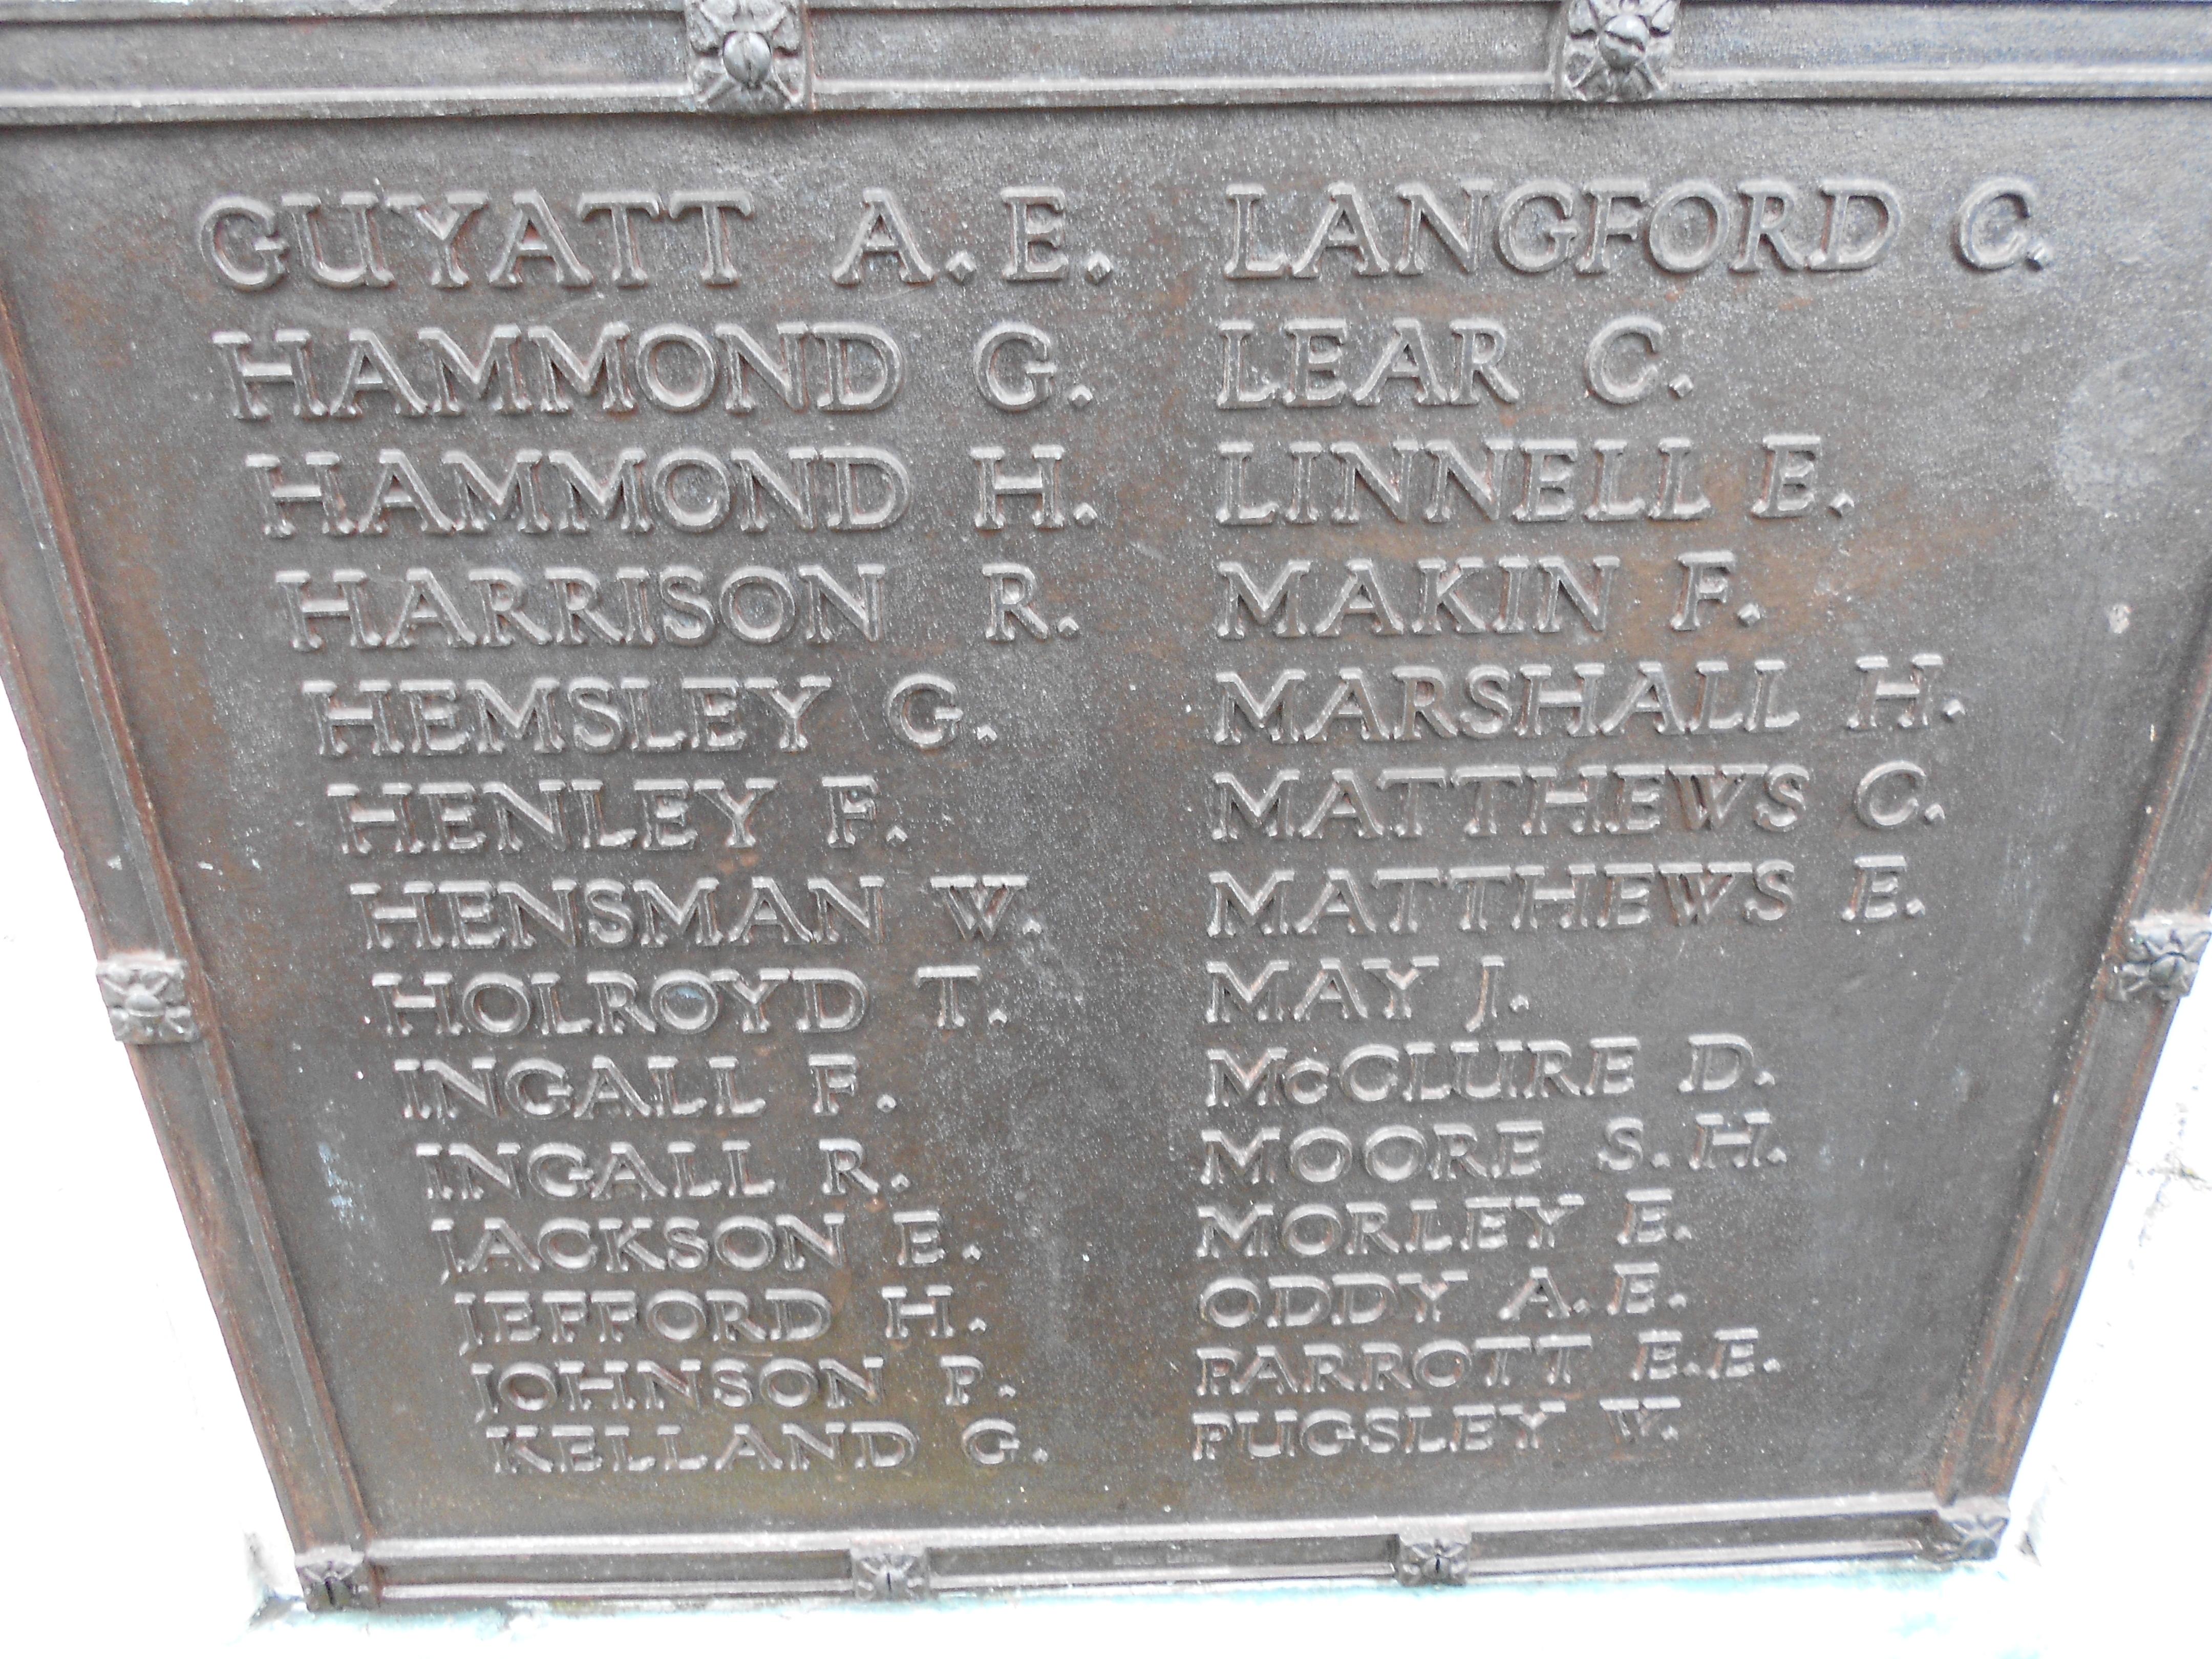 GUYATT A. E.
HAMMOND G.
HAMMOND H.
HARRISON R.
HEMSLEY G.
HENLEY F.
HENSMAN W.
HOLROYD T.
INGALL F.
INGALL R.
JACKSON E.
JEFFORD H.
JOHNSON P.
KELLAND G.
LANGFORD C.
LEAR C.
LINNELL E.
MAKIN F.
MARSHALL H.
MATTHEWS C.
MATTHEWS E.
MAY J.
McCLURE D.
MOORE S. H.
MORLEY E.
ODDY A. E.
PARROTT E.E.
PUGSLEY W.